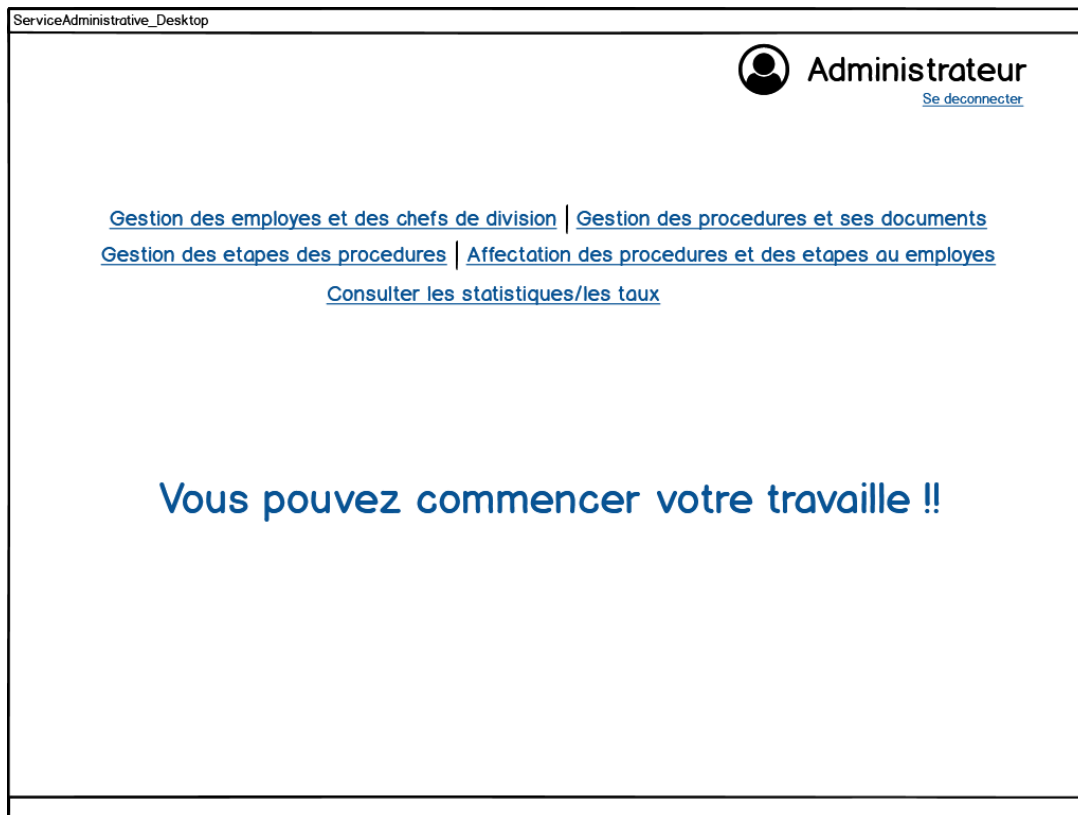 ServiceAdministrative_Desktop
Administrateur
Se deconnecter
Gestion des employes et des chefs de division | Gestion des procedures et ses documents
Gestion des etapes des procedures | Affectation des procedures et des etapes au employes
Consulter les statistiques/les taux
Vous pouvez commencer votre travaille !!